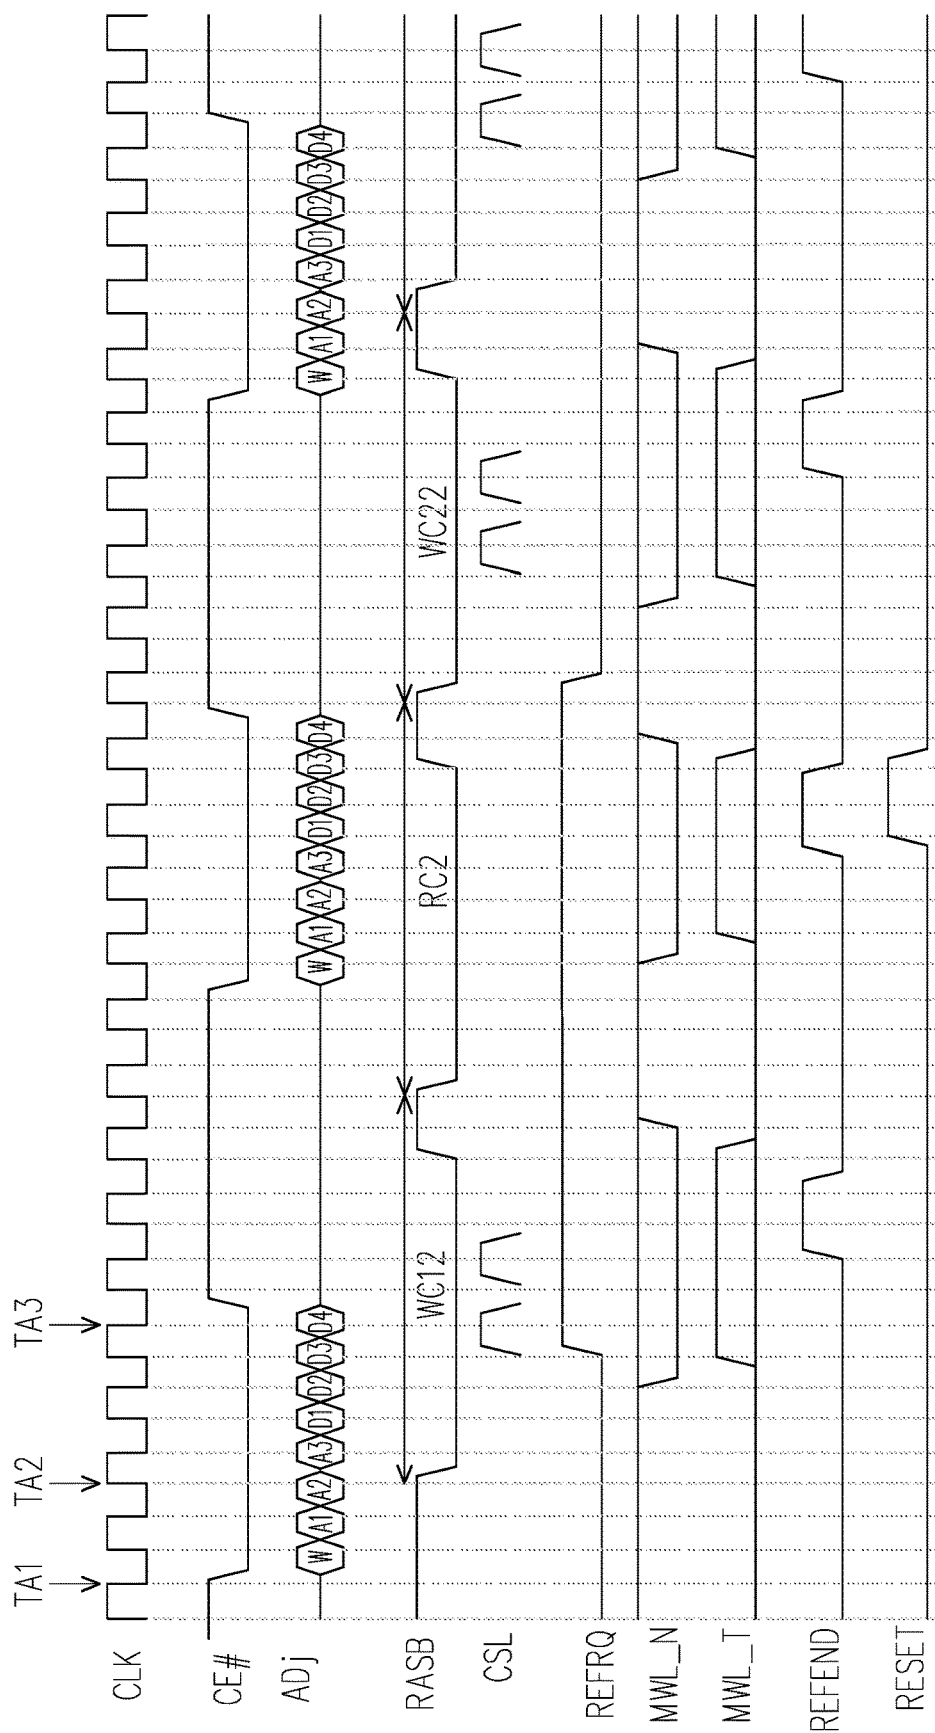 TA1 TA2 TA3
CLK
CE#
ADj W A1 A2 A3 D1 D2 D3 D4 W A1 A2 A3 D1 D2 D3 D4 W A1 A2 A3 D1 D2 D3 D4
RASB WC12 RC2 WC22
CSL
REFRQ
MWL_N
MWL_T
REFEND
RESET